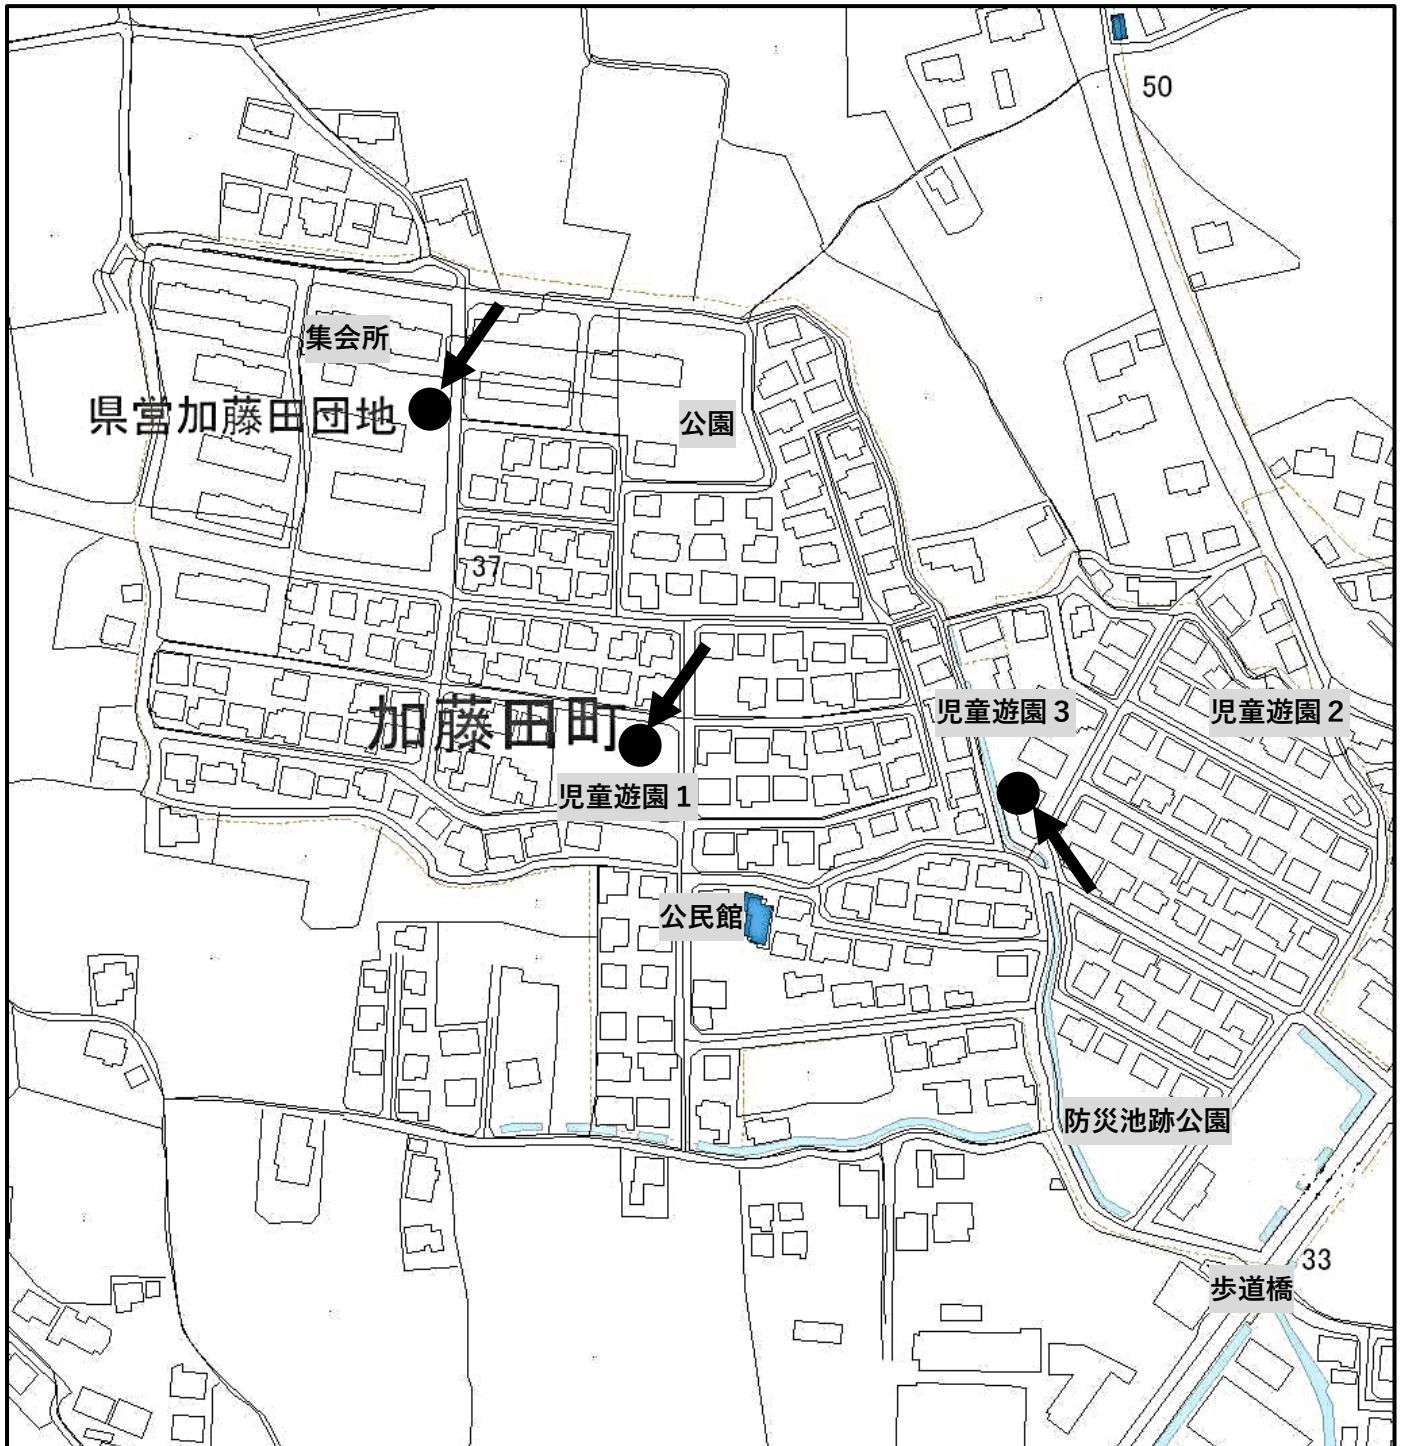 50
集会所
県営加藤田団地
公園
37
加藤田町
児童遊園３
児童遊園２
児童遊園１
公民館
防災池跡公園
33
歩道橋